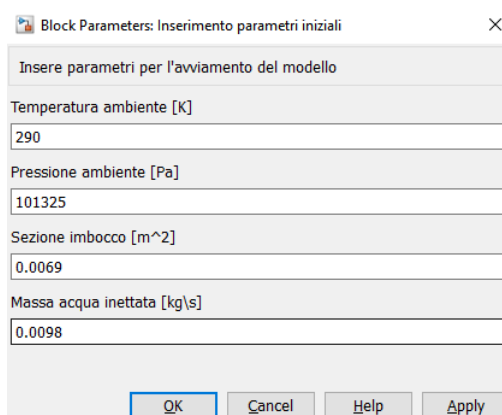 Block Parameters: Inserimento parametri iniziali
Insere parametri per l'avviamento del modello
Temperatura ambiente [K]
290
Pressione ambiente [Pa]
101325
Sezione imbocco [m^2]
0.0069
Massa acqua inettata [kg\s]
0.0098
OK Cancel Help Apply